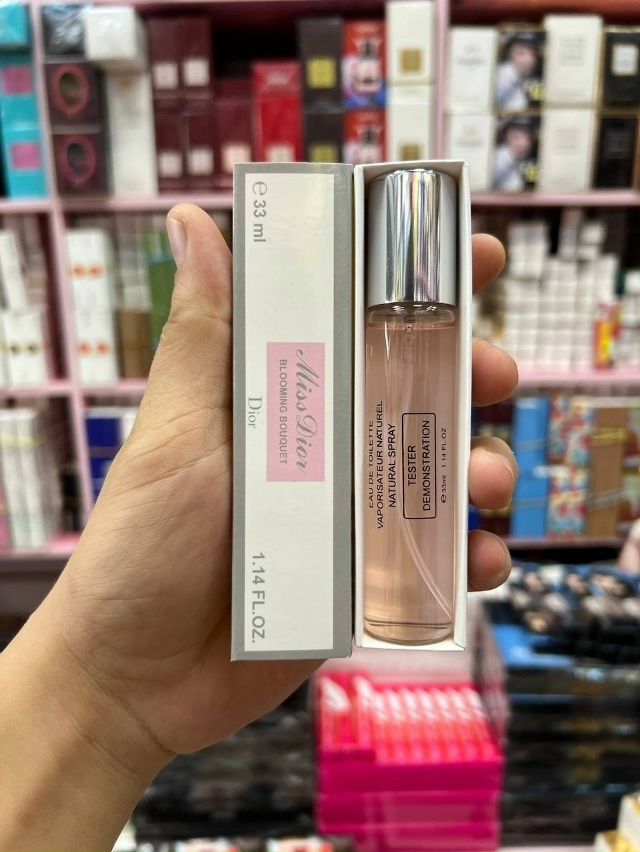 ℮ 33 ml
Miss Dior
BLOOMING BOUQUET
Dior
1.14 FL.OZ.
EAU DE TOILETTE
VAPORISATEUR NATUREL
NATURAL SPRAY
TESTER
DEMONSTRATION
℮ 33ml 1.14 FL.OZ